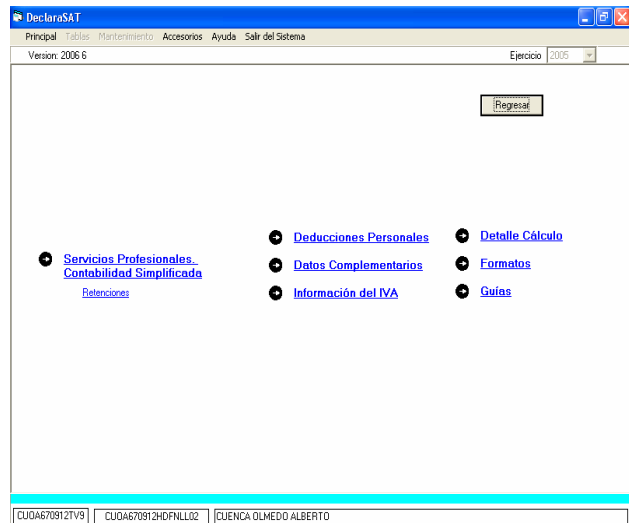 DeclaraSAT
Principal Tablas Mantenimiento Accesorios Ayuda Salir del Sistema
Version: 2006 6 Ejercicio 2005
Regresar
Servicios Profesionales.
Contabilidad Simplificada
Retenciones
Deducciones Personales
Datos Complementarios
Información del IVA
Detalle Cálculo
Formatos
Guías
CUOA670912TV9 CUOA670912HDFNLL02 CUENCA OLMEDO ALBERTO